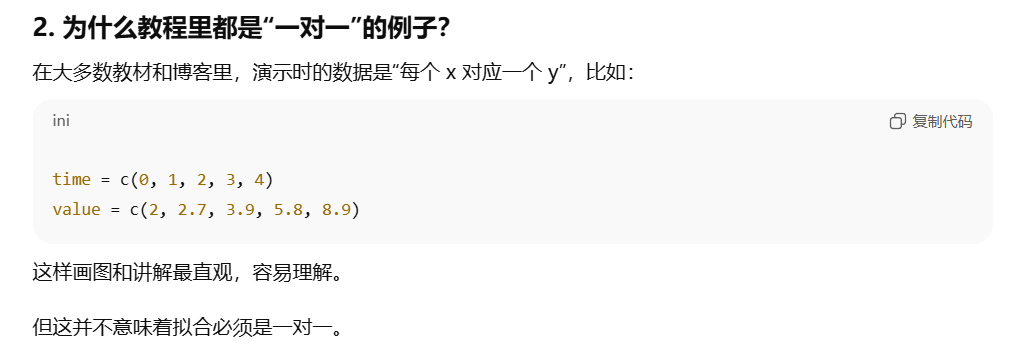 2. 为什么教程里都是“一对一”的例子？
在大多数教材和博客里，演示时的数据是“每个 x 对应一个 y”，比如：
ini
复制代码
time = c(0, 1, 2, 3, 4)
value = c(2, 2.7, 3.9, 5.8, 8.9)
这样画图和讲解最直观，容易理解。
但这并不意味着拟合必须是一对一。